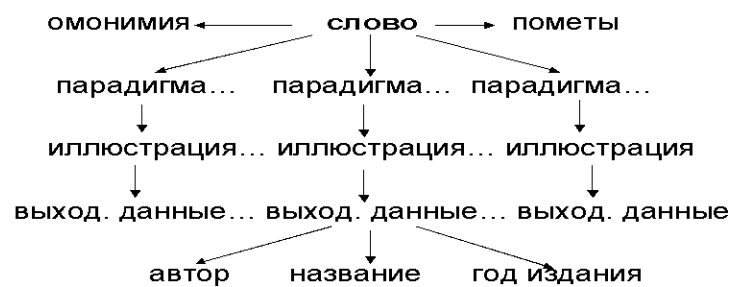 омонимия слово пометы
парадигма... парадигма... парадигма...
иллюстрация... иллюстрация... иллюстрация
выход. данные... выход. данные... выход. данные
автор название год издания